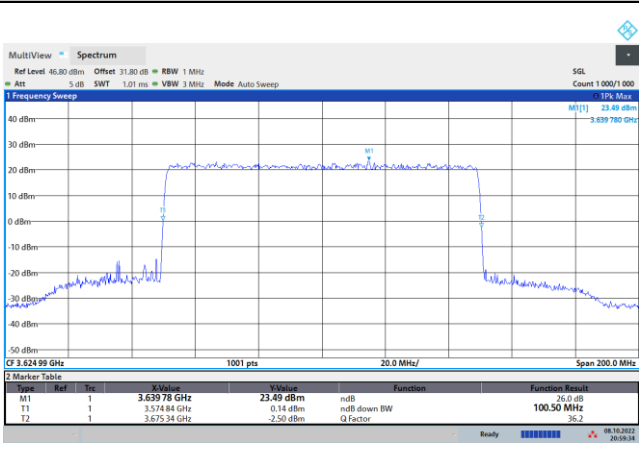 MultiView Spectrum
Ref Level 46.80 dBm Offset 31.80 dB RBW 1 MHz SGL
Att 5 dB SWT 1.01 ms VBW 3 MHz Mode Auto Sweep Count 1 000/1 000
1 Frequency Sweep 1Pk Max
M1[1] 23.49 dBm
3.639 780 GHz
40 dBm
30 dBm
M1
20 dBm
10 dBm
T1
0 dBm
T2
-10 dBm
-20 dBm
-30 dBm
-40 dBm
-50 dBm
CF 3.624 99 GHz 1001 pts 20.0 MHz/ Span 200.0 MHz
2 Marker Table
Type Ref Trc X-Value Y-Value Function Function Result
M1 1 3.639 78 GHz 23.49 dBm ndB 26.0 dB
T1 1 3.574 84 GHz 0.14 dBm ndB down BW 100.50 MHz
T2 1 3.675 34 GHz -2.50 dBm Q Factor 36.2
Ready 08.10.2022
20:59:34